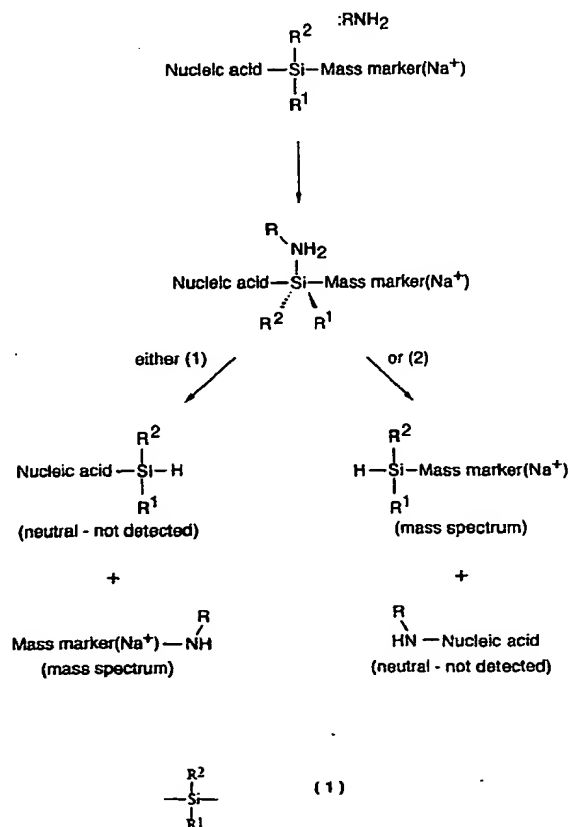 R² :RNH₂
Nucleic acid—Si—Mass marker(Na⁺)
R¹
R
NH₂
Nucleic acid—Si—Mass marker(Na⁺)
R² R¹
either (1) or (2)
R²
Nucleic acid—Si—H
R¹
(neutral - not detected)
+
R
Mass marker(Na⁺)—NH
(mass spectrum)
R²
H—Si—Mass marker(Na⁺)
R¹
(mass spectrum)
+
R
HN—Nucleic acid
(neutral - not detected)
R²
—Si— (1)
R¹